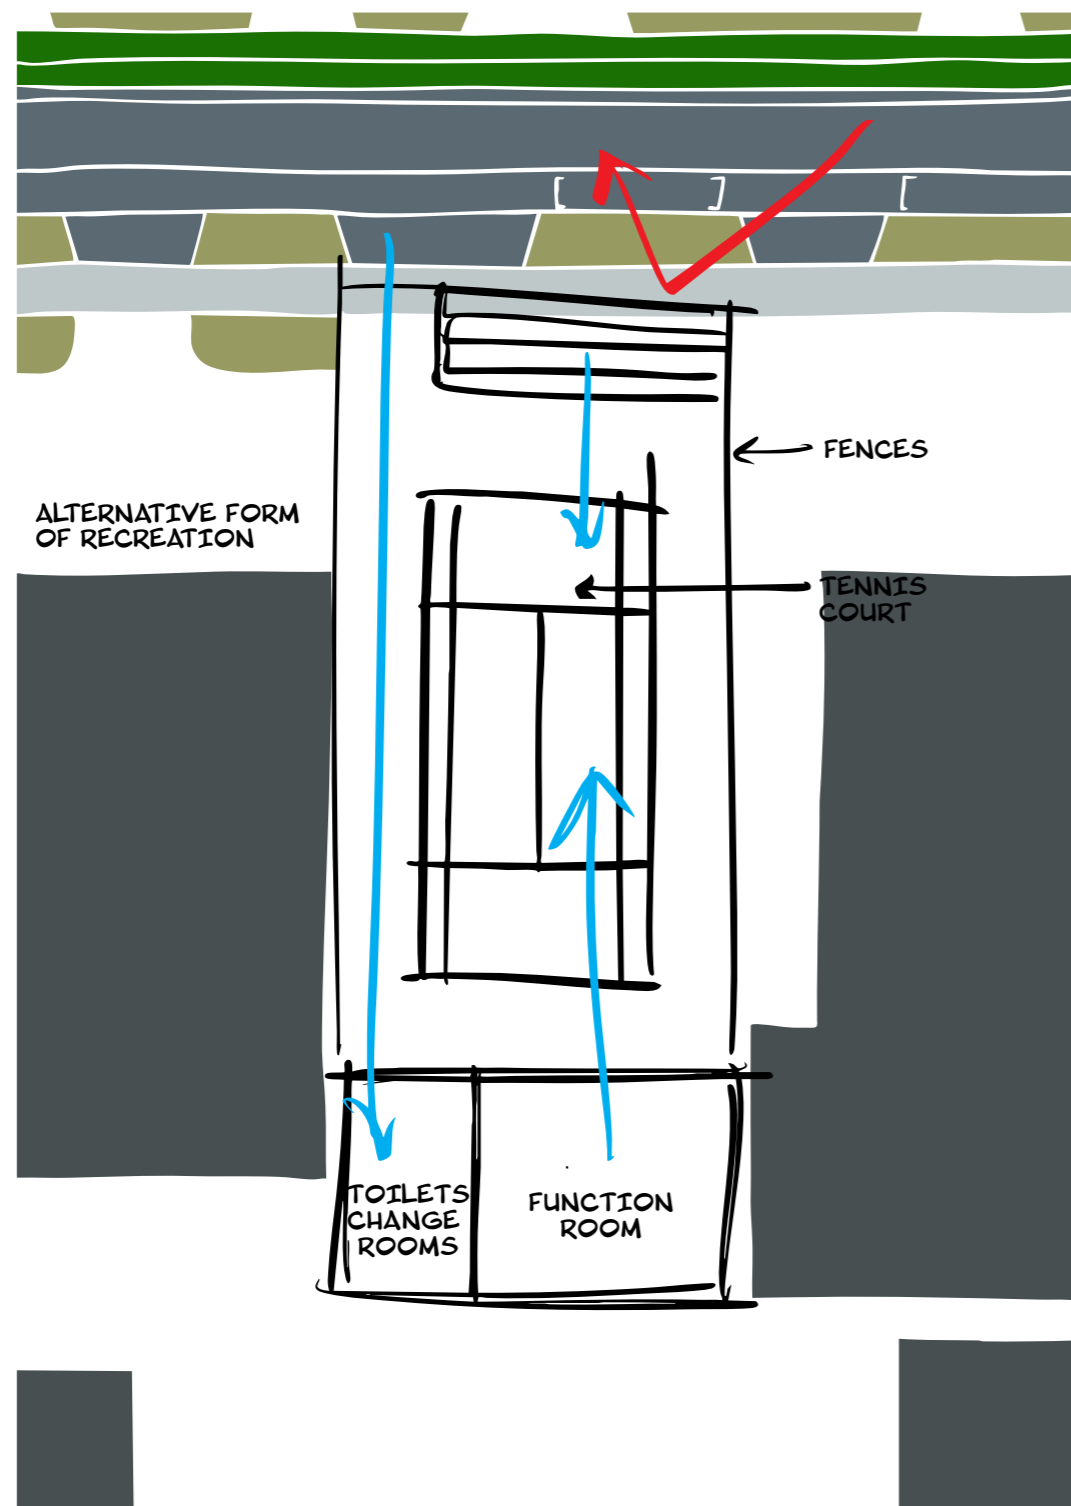 FENCES
ALTERNATIVE FORM
OF RECREATION
TENNIS
COURT
TOILETS
CHANGE
ROOMS
FUNCTION
ROOM